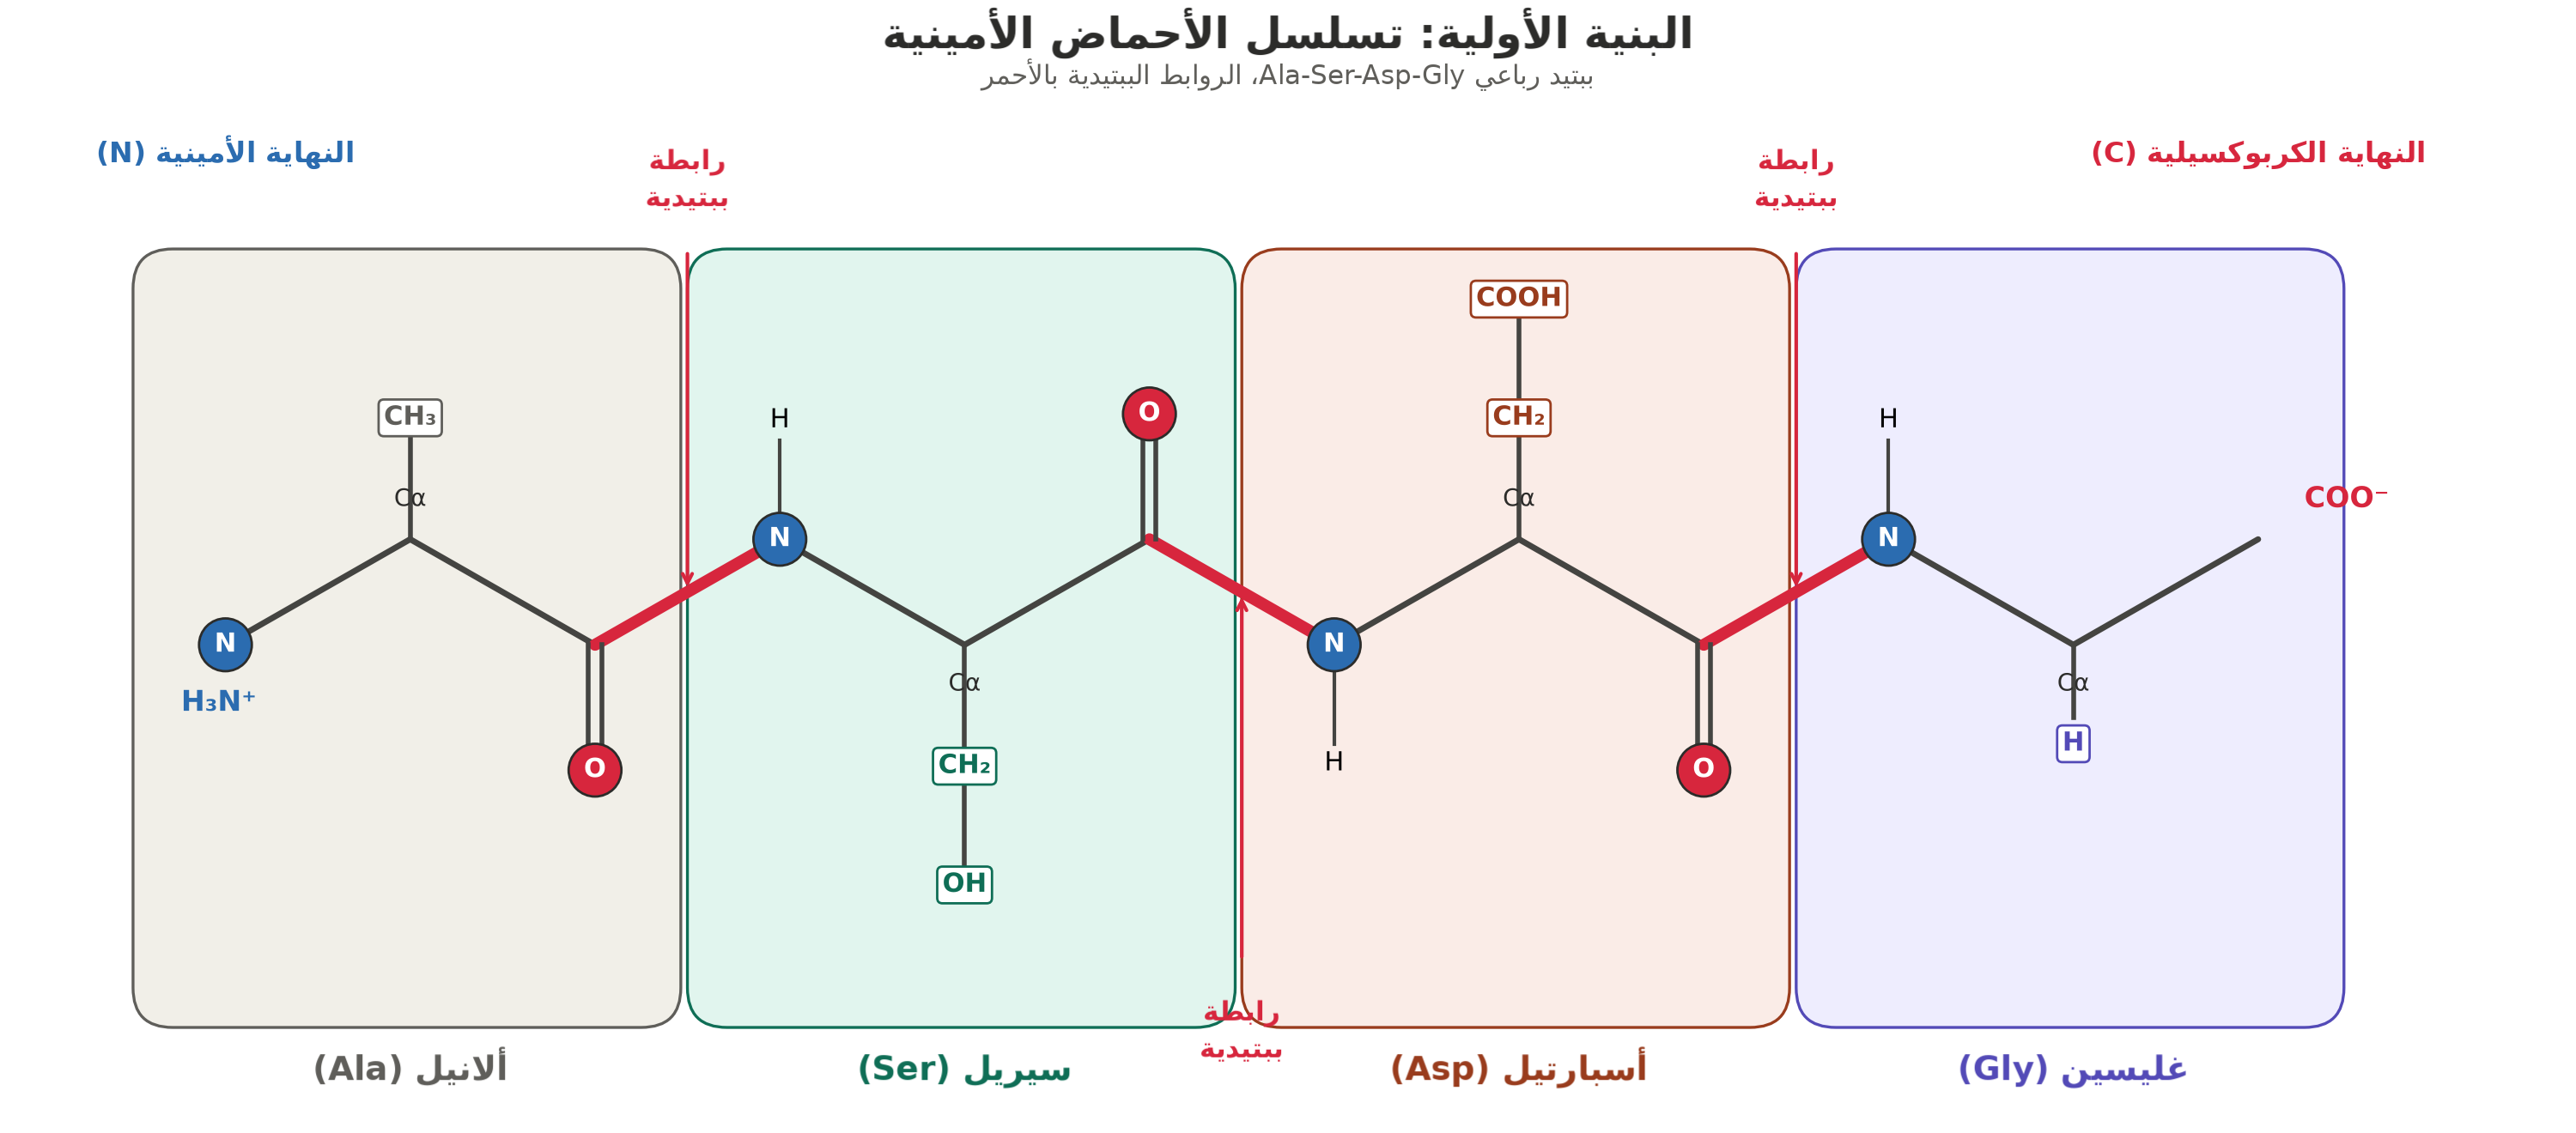 البنية الأولية: تسلسل الأحماض الأمينية
ببتيد رباعي Ala-Ser-Asp-Gly، الروابط الببتيدية بالأحمر
النهاية الأمينية (N)
رابطة
ببتيدية
رابطة
ببتيدية
النهاية الكربوكسيلية (C)
COOH
CH₃
H
O
CH₂
H
Cα
Cα
COO⁻
N
N
N
N
H₃N⁺
Cα
Cα
O
CH₂
H
O
H
OH
رابطة
ببتيدية
ألانيل (Ala)
سيريل (Ser)
أسبارتيل (Asp)
غليسين (Gly)